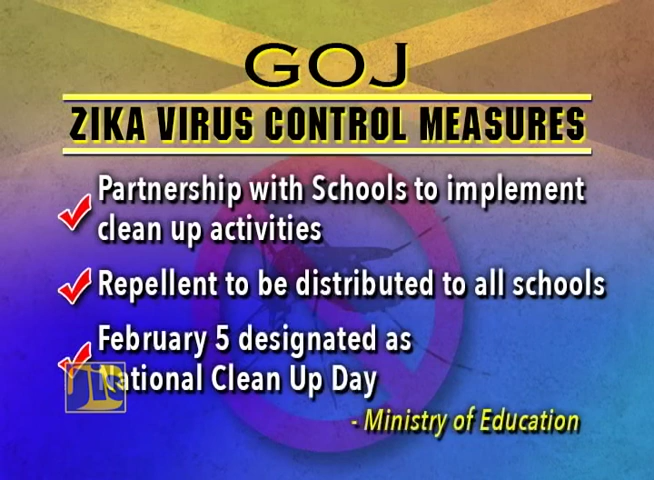 GOJ
ZIKA VIRUS CONTROL MEASURES
Partnership with Schools to implement
clean up activities
Repellent to be distributed to all schools
February 5 designated as
National Clean Up Day
- Ministry of Education